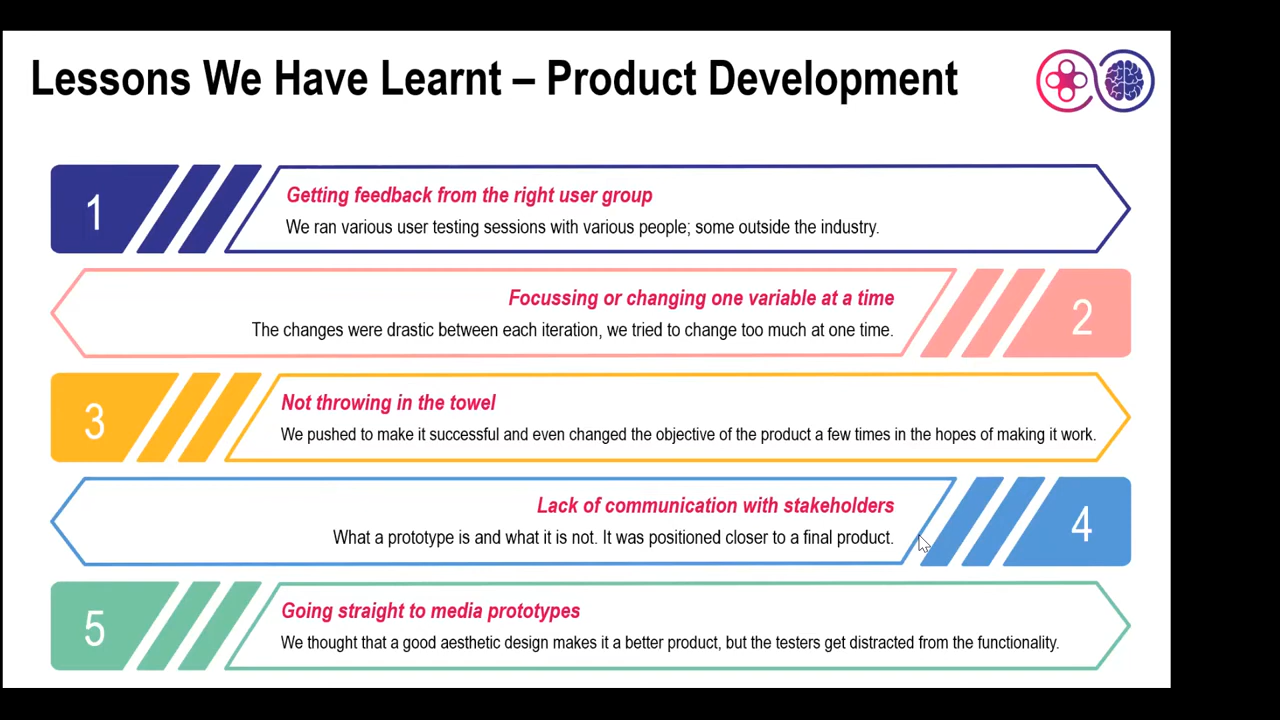 Lessons We Have Learnt – Product Development
1
Getting feedback from the right user group
We ran various user testing sessions with various people; some outside the industry.
Focussing or changing one variable at a time
The changes were drastic between each iteration, we tried to change too much at one time.
2
3
Not throwing in the towel
We pushed to make it successful and even changed the objective of the product a few times in the hopes of making it work.
Lack of communication with stakeholders
What a prototype is and what it is not. It was positioned closer to a final product.
4
5
Going straight to media prototypes
We thought that a good aesthetic design makes it a better product, but the testers get distracted from the functionality.